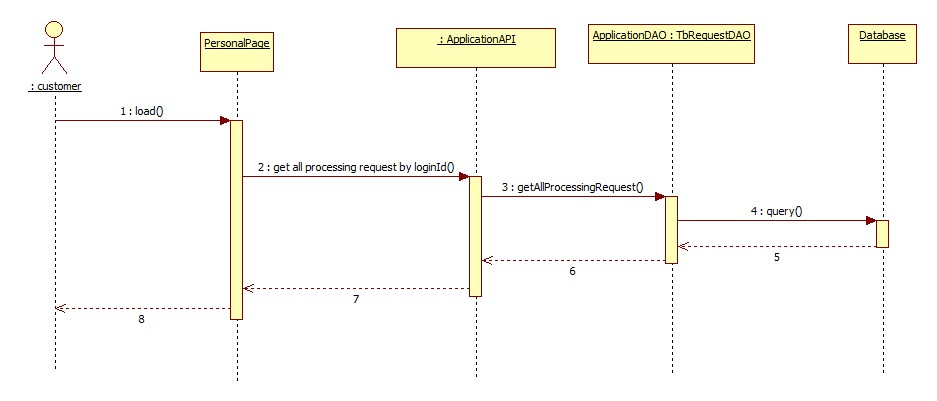 : customer
PersonalPage
: ApplicationAPI
ApplicationDAO : TbRequestDAO
Database
1 : load()
2 : get all processing request by loginId()
3 : getAllProcessingRequest()
4 : query()
5
6
7
8